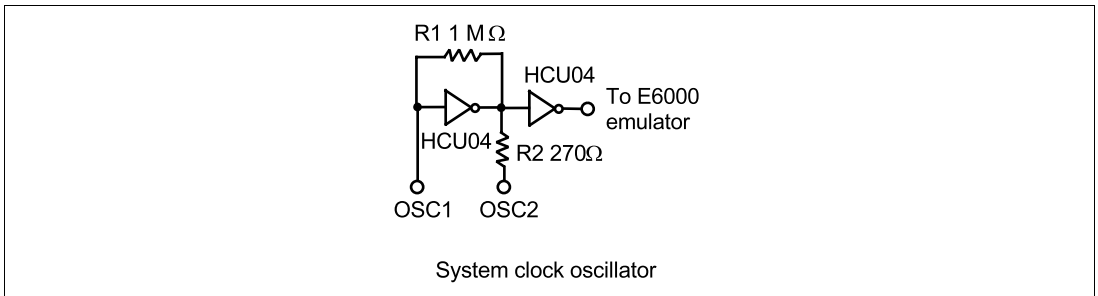 R1 1 MΩ
HCU04
To E6000
emulator
HCU04
R2 270Ω
OSC1 OSC2
System clock oscillator